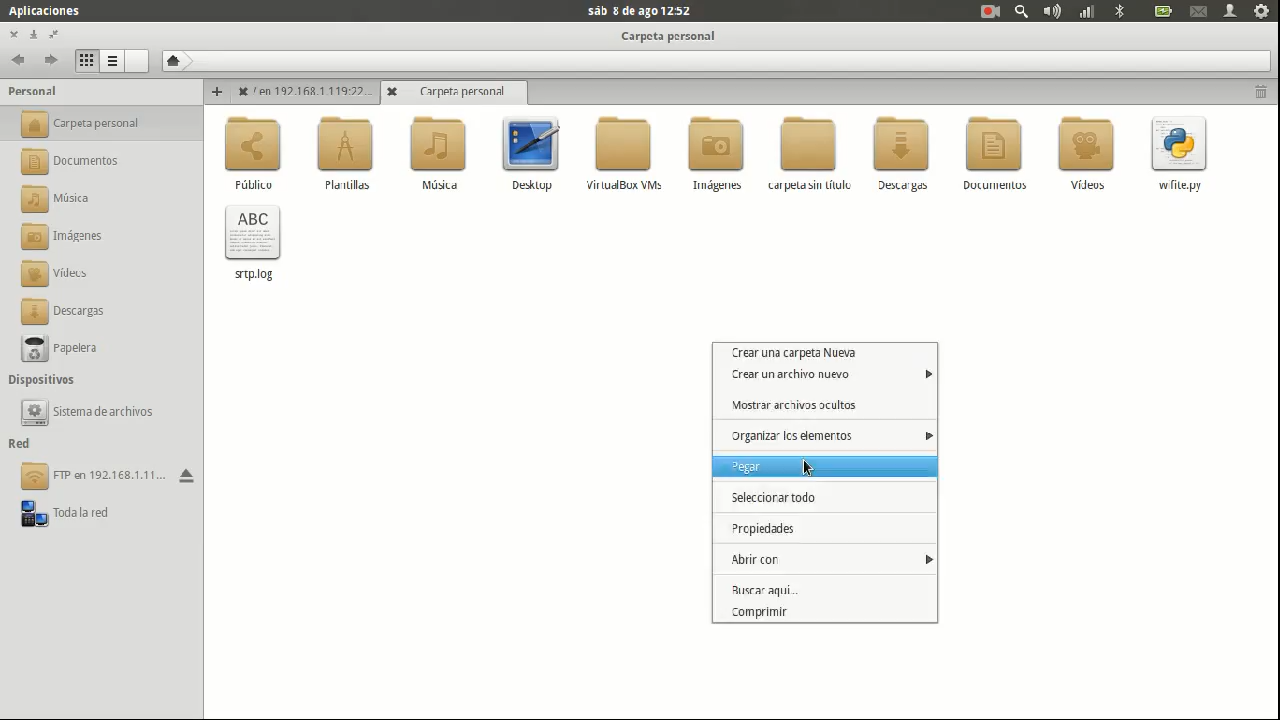 Aplicaciones
sáb 8 de ago 12:52
Carpeta personal
Personal
/ en 192.168.1.119:22...
Carpeta personal
Carpeta personal
Documentos
Música
Imágenes
Vídeos
Descargas
Papelera
Dispositivos
Sistema de archivos
Red
FTP en 192.168.1.11...
Toda la red
Público
Plantillas
Música
Desktop
VirtualBox VMs
Imágenes
carpeta sin título
Descargas
Documentos
Vídeos
wifite.py
ABC
srtp.log
Crear una carpeta Nueva
Crear un archivo nuevo
Mostrar archivos ocultos
Organizar los elementos
Pegar
Seleccionar todo
Propiedades
Abrir con
Buscar aqui...
Comprimir